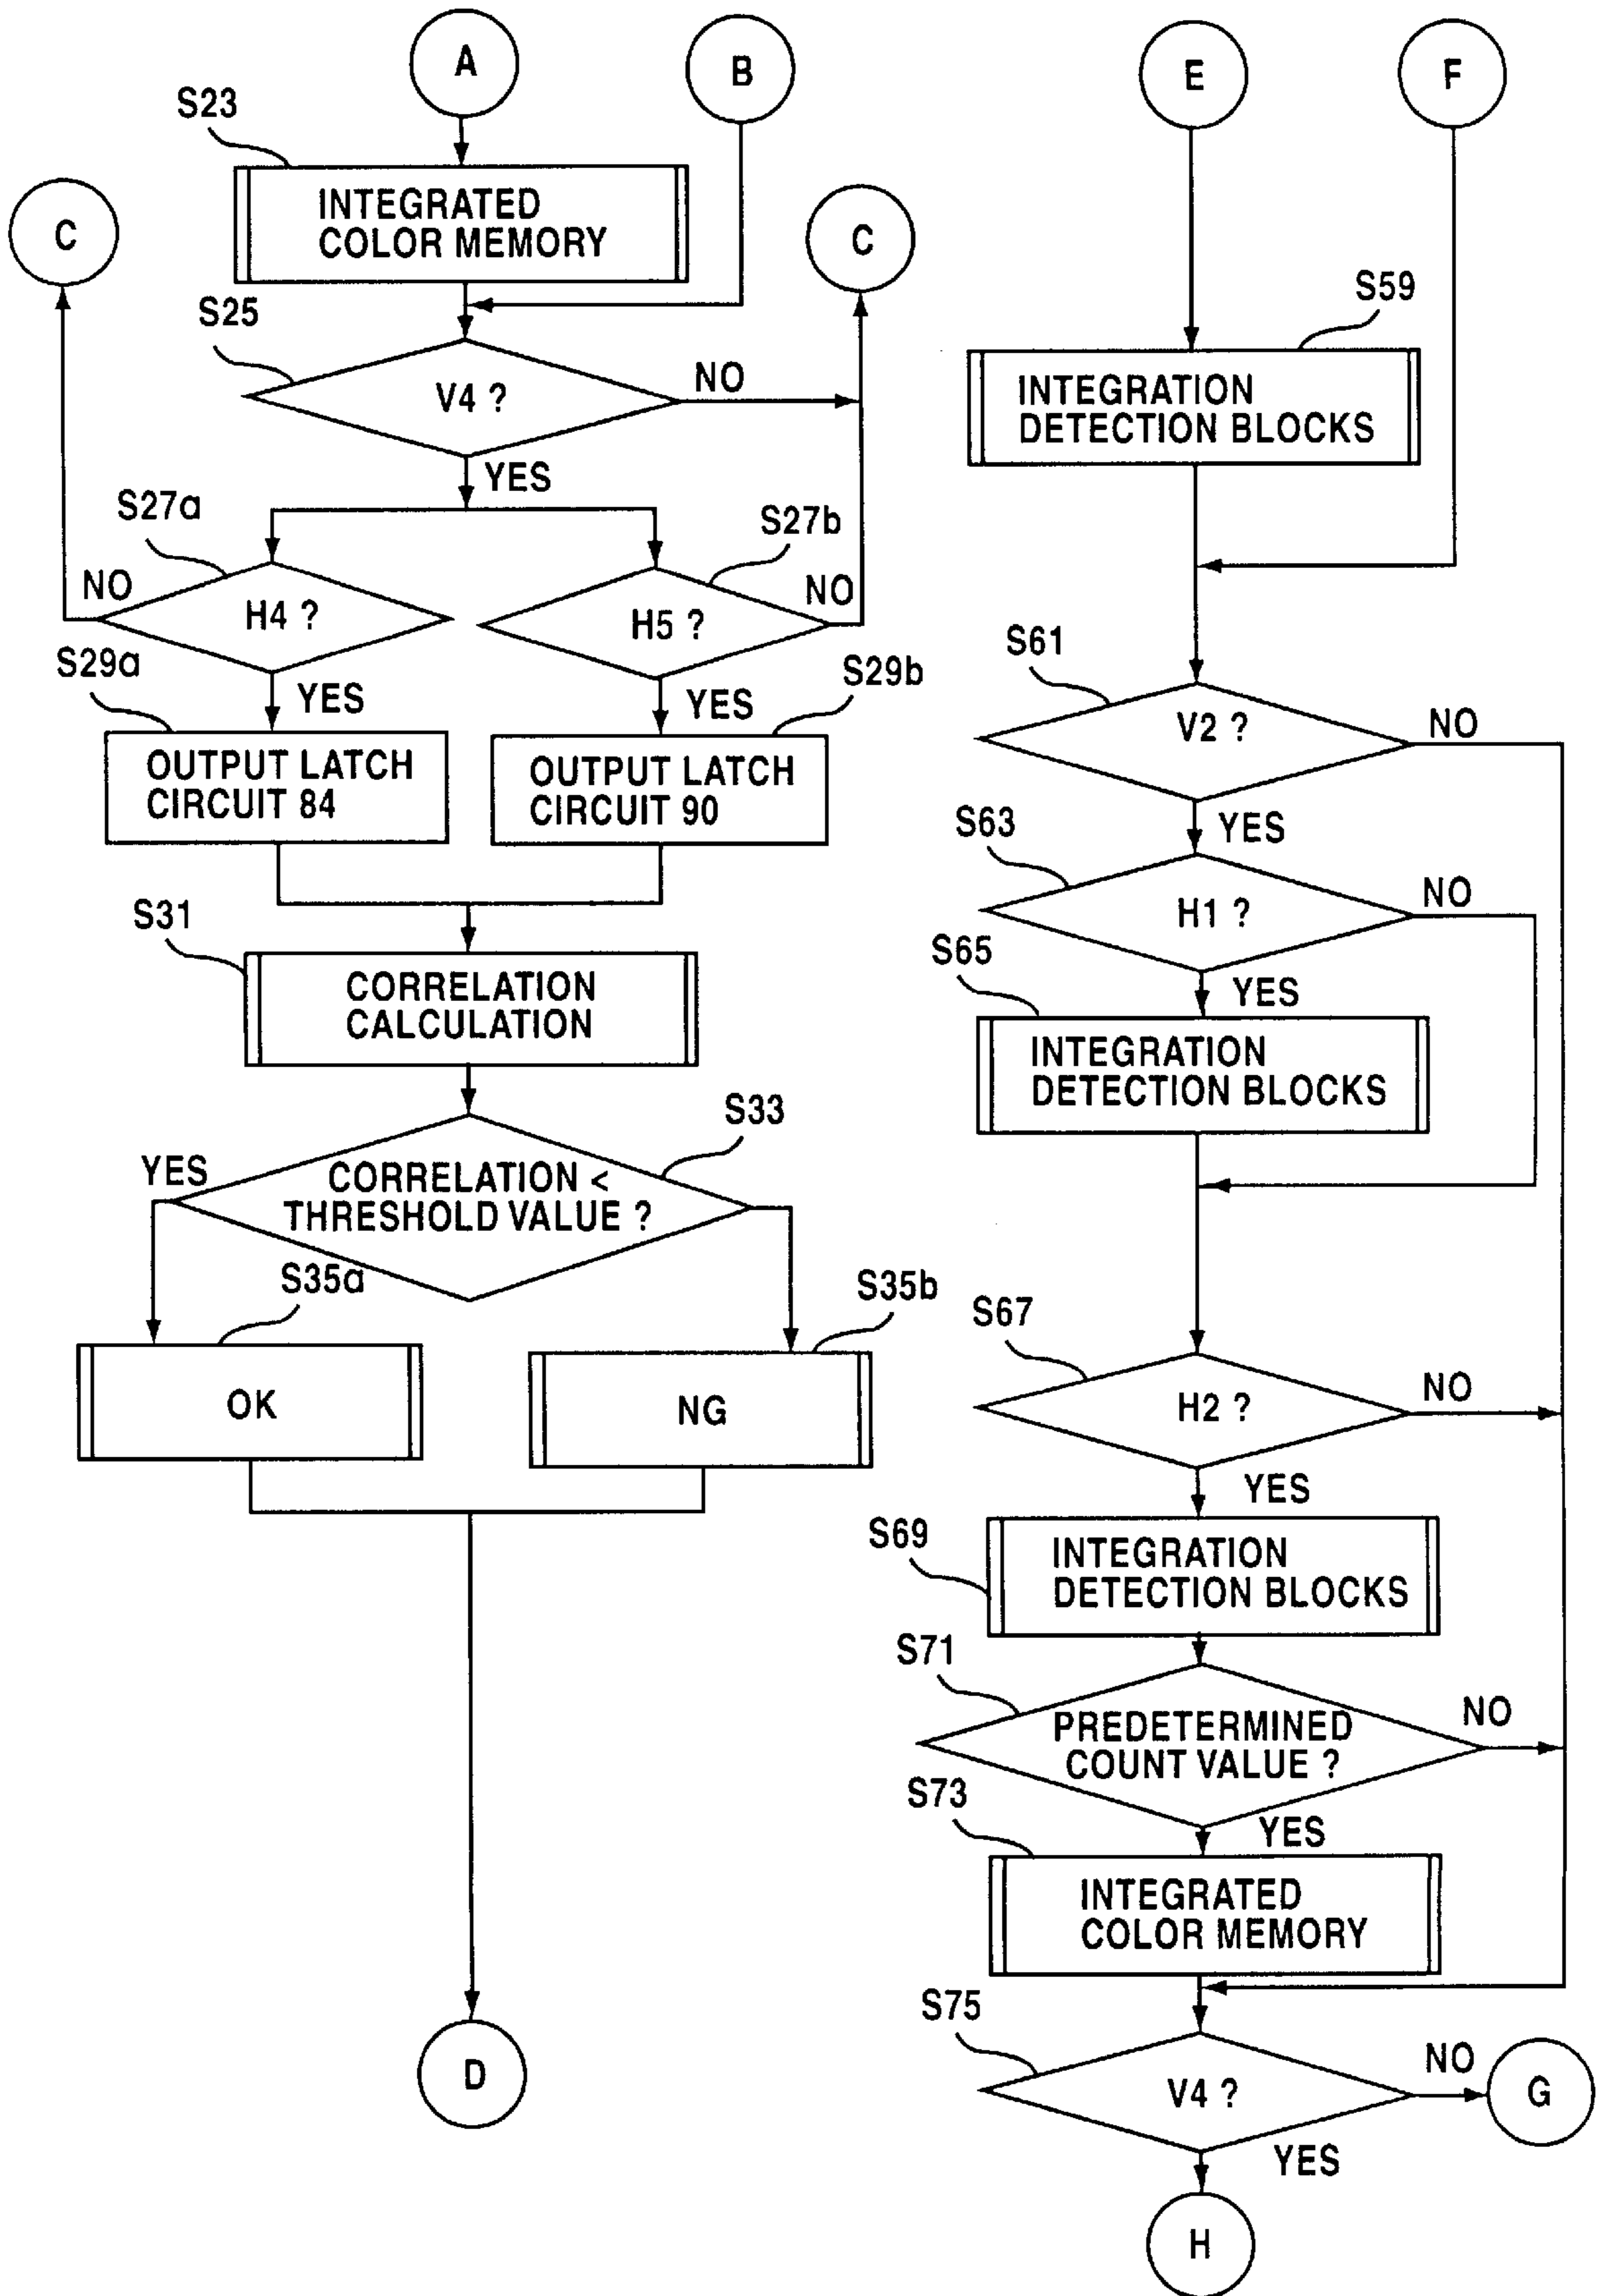 A
B
S23
INTEGRATED
COLOR MEMORY
C
C
S25
V4 ?
NO
YES
S27a
S27b
NO
H4 ?
H5 ?
NO
S29a
YES
S29b
YES
OUTPUT LATCH
CIRCUIT 84
OUTPUT LATCH
CIRCUIT 90
S31
CORRELATION
CALCULATION
S33
YES
CORRELATION <
THRESHOLD VALUE ?
S35a
S35b
OK
NG
D
E
F
S59
INTEGRATION
DETECTION BLOCKS
S61
V2 ?
NO
YES
S63
H1 ?
NO
S65
YES
INTEGRATION
DETECTION BLOCKS
S67
H2 ?
NO
YES
S69
INTEGRATION
DETECTION BLOCKS
S71
PREDETERMINED
COUNT VALUE ?
NO
S73
YES
INTEGRATED
COLOR MEMORY
S75
V4 ?
NO
G
YES
H